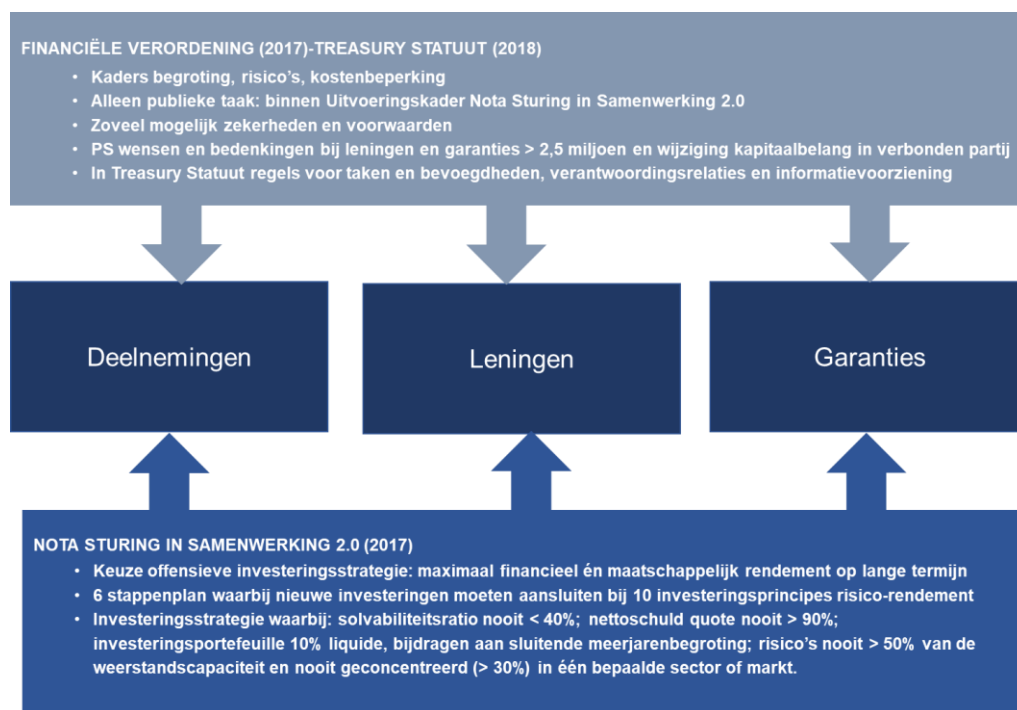 FINANCIËLE VERORDENING (2017)-TREASURY STATUUT (2018)
• Kaders begroting, risico's, kostenbeperking
• Alleen publieke taak: binnen Uitvoeringskader Nota Sturing in Samenwerking 2.0
• Zoveel mogelijk zekerheden en voorwaarden
• PS wensen en bedenkingen bij leningen en garanties > 2,5 miljoen en wijziging kapitaalbelang in verbonden partij
• In Treasury Statuut regels voor taken en bevoegdheden, verantwoordingsrelaties en informatievoorziening
Deelnemingen
Leningen
Garanties
NOTA STURING IN SAMENWERKING 2.0 (2017)
• Keuze offensieve investeringsstrategie: maximaal financieel én maatschappelijk rendement op lange termijn
• 6 stappenplan waarbij nieuwe investeringen moeten aansluiten bij 10 investeringsprincipes risico-rendement
• Investeringsstrategie waarbij: solvabiliteitsratio nooit < 40%; nettoschuld quote nooit > 90%;
investeringsportefeuille 10% liquide, bijdragen aan sluitende meerjarenbegroting; risico's nooit > 50% van de
weerstandscapaciteit en nooit geconcentreerd (> 30%) in één bepaalde sector of markt.